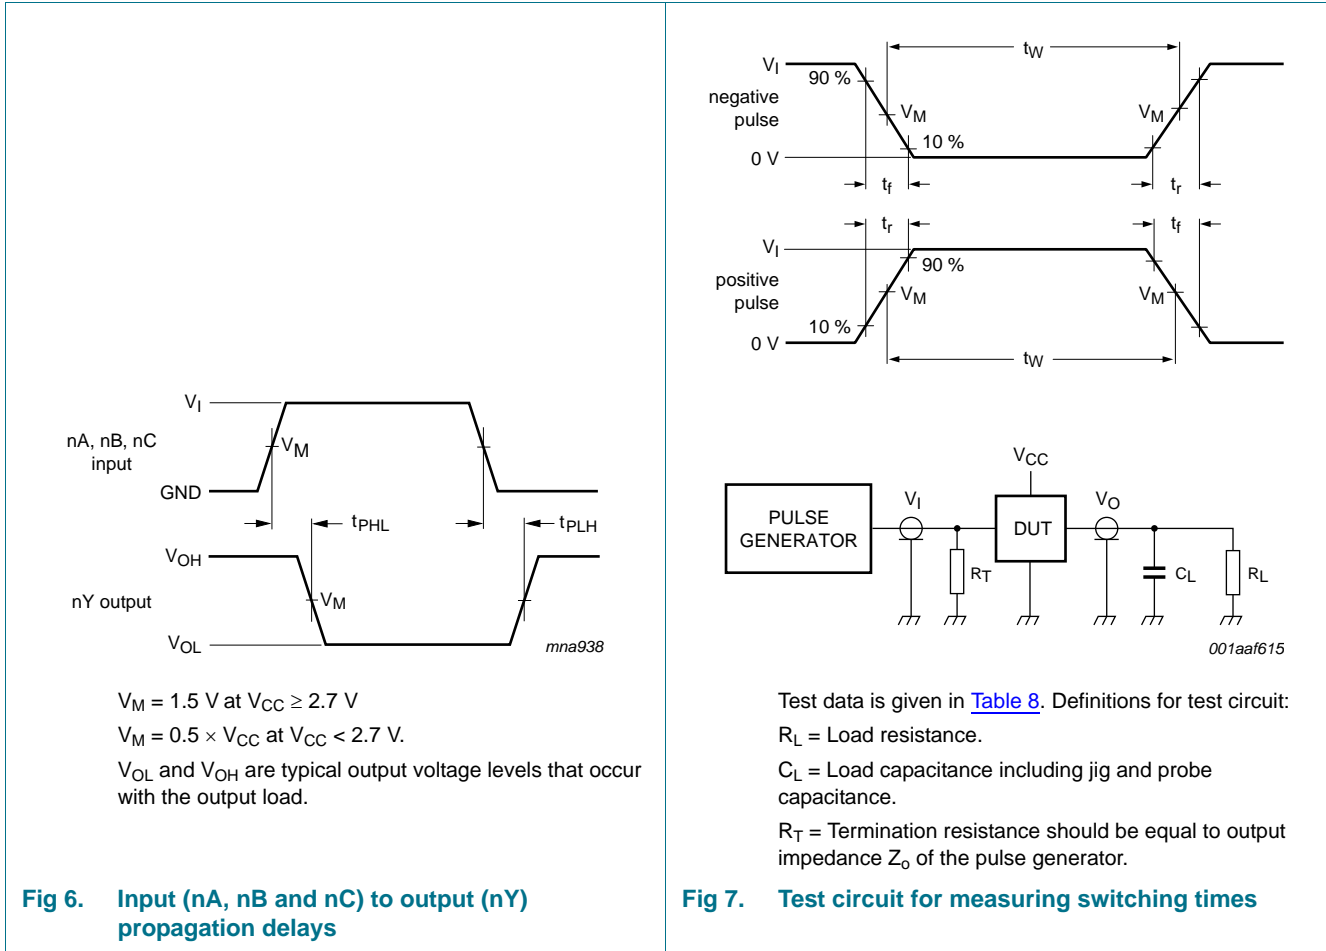 VI
nA, nB, nC
input
VM
GND
tPHL
tPLH
VOH
nY output
VM
VOL
mna938
VM = 1.5 V at VCC ≥ 2.7 V
VM = 0.5 × VCC at VCC < 2.7 V.
VOL and VOH are typical output voltage levels that occur
with the output load.
Fig 6. Input (nA, nB and nC) to output (nY)
propagation delays
tW
VI
90 %
negative
pulse
VM
VM
10 %
0 V
tf
tr
tr
tf
VI
90 %
positive
pulse
VM
VM
10 %
0 V
tW
VCC
PULSE
GENERATOR
VI
DUT
VO
RT
CL
RL
001aaf615
Test data is given in Table 8. Definitions for test circuit:
RL = Load resistance.
CL = Load capacitance including jig and probe
capacitance.
RT = Termination resistance should be equal to output
impedance Zo of the pulse generator.
Fig 7. Test circuit for measuring switching times